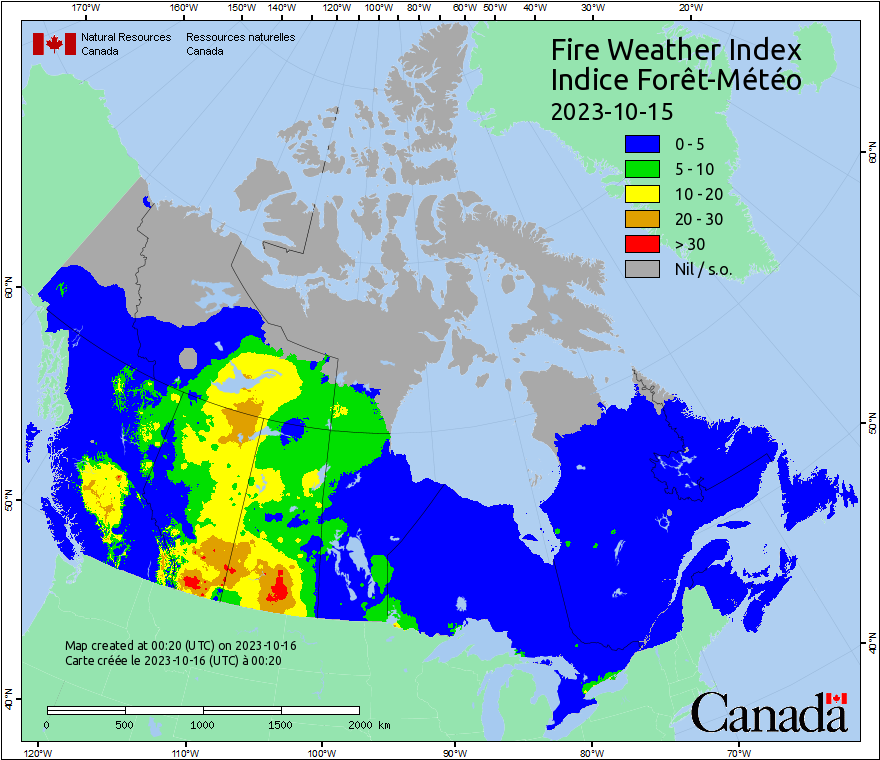 170°W 160°W 150°W 140°W 130°W 120°W 110°W 100°W 90°W 80°W 60°W 50°W 40°W 30°W 20°W
Natural Resources Canada
Ressources naturelles Canada
Fire Weather Index
Indice Forêt-Météo
2023-10-15
0 - 5
5 - 10
10 - 20
20 - 30
> 30
Nil / s.o.
60°N
60°N
50°N
50°N
40°N
40°N
Map created at 00:20 (UTC) on 2023-10-16
Carte créée le 2023-10-16 (UTC) à 00:20
0 500 1000 1500 2000 km
Canada
120°W 110°W 100°W 90°W 80°W 70°W